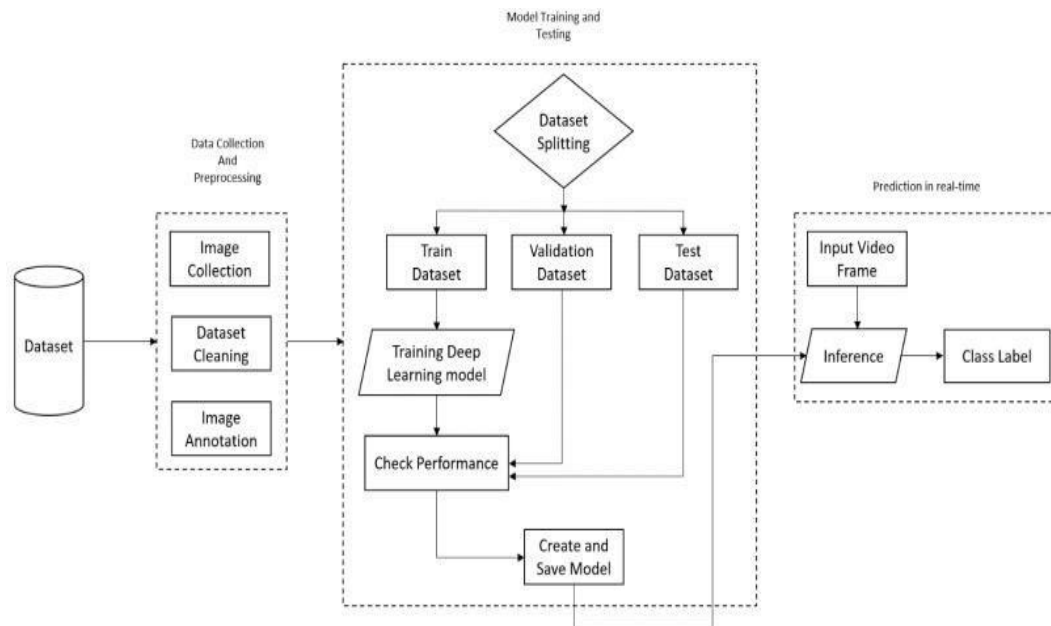 Model Training and
Testing
Dataset
Splitting
Data Collection
And
Preprocessing
Prediction in real-time
Image
Collection
Train
Dataset
Validation
Dataset
Test
Dataset
Input Video
Frame
Dataset
Dataset
Cleaning
Training Deep
Learning model
Inference
Class Label
Image
Annotation
Check Performance
Create and
Save Model